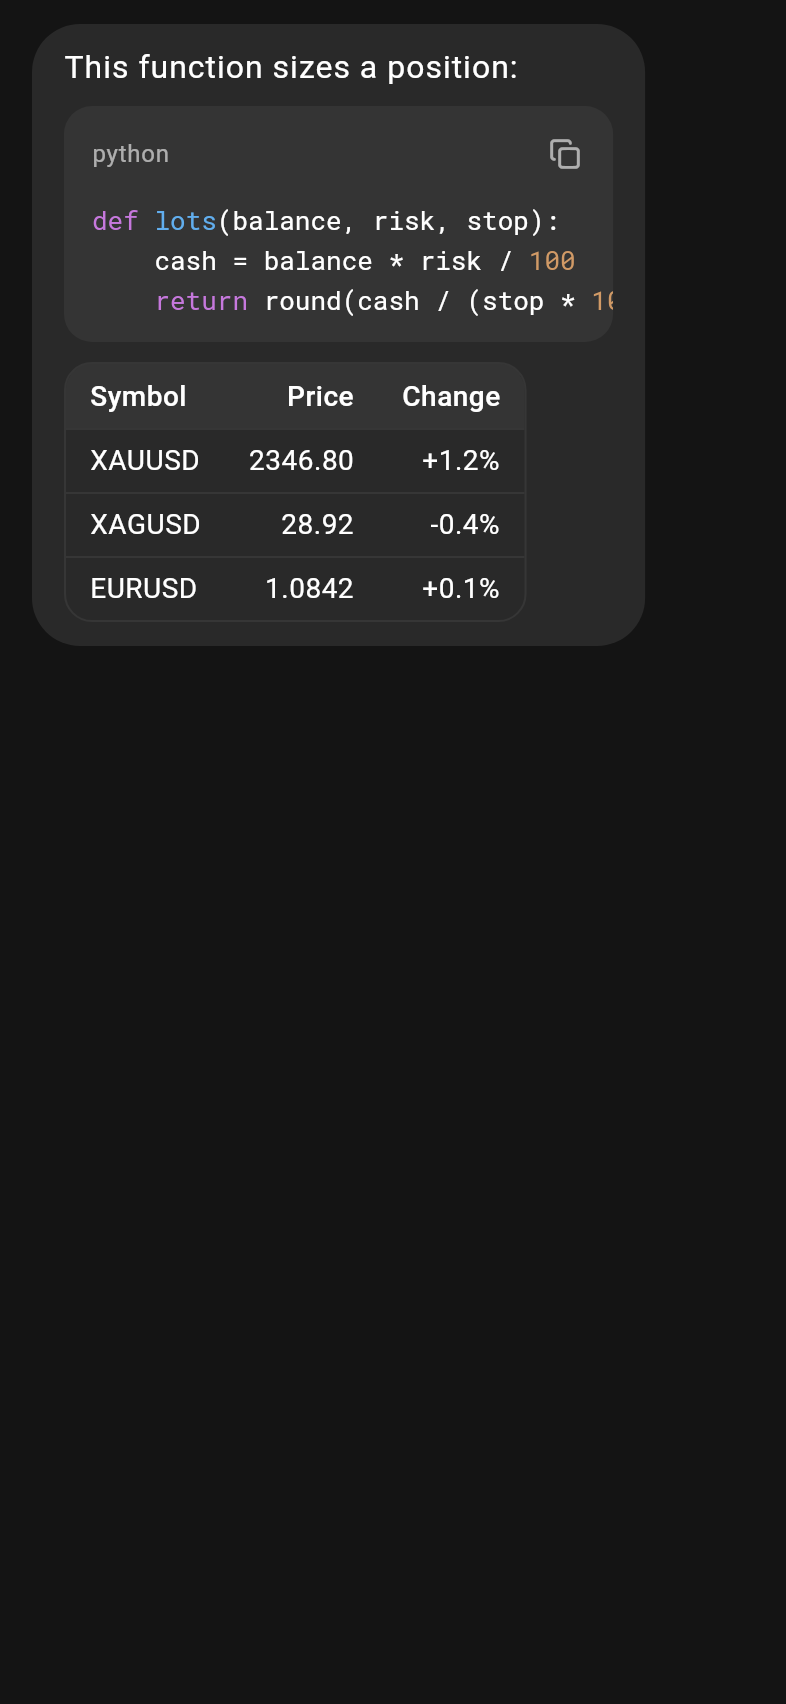 This function sizes a position:
python
def lots(balance, risk, stop):
    cash = balance * risk / 100
    return round(cash / (stop * 10
Symbol Price Change
XAUUSD 2346.80 +1.2%
XAGUSD 28.92 -0.4%
EURUSD 1.0842 +0.1%